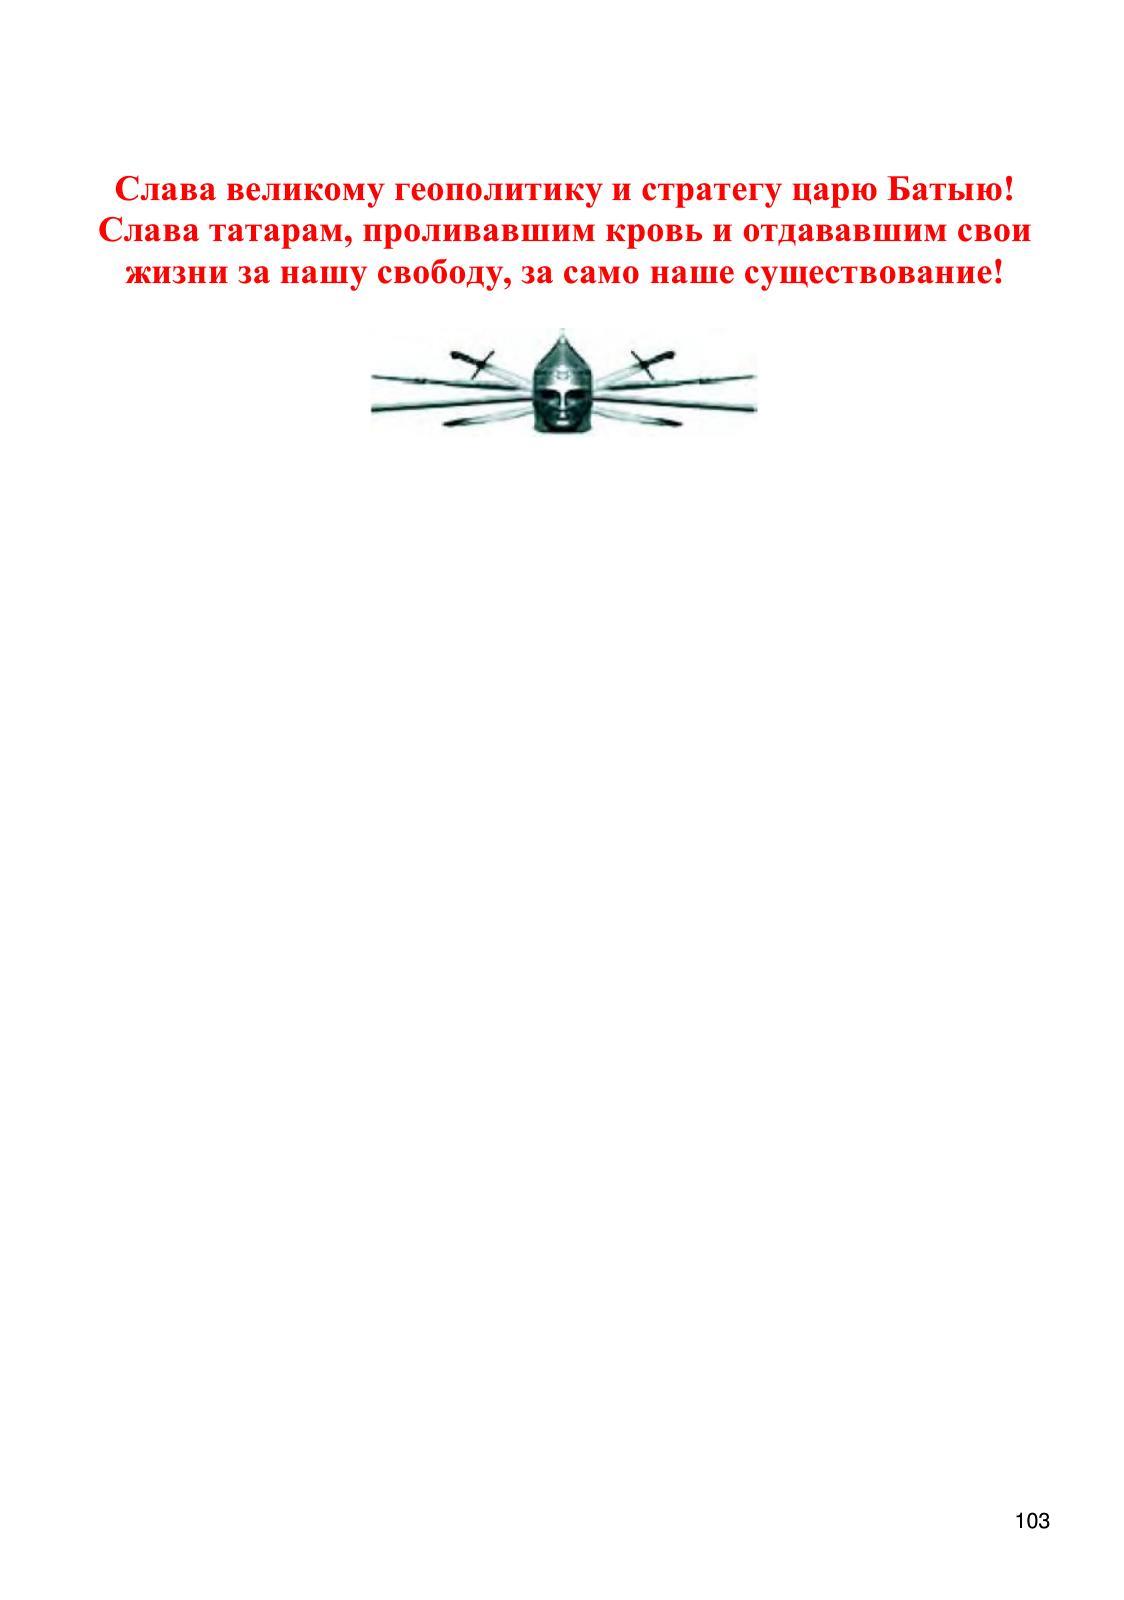 Слава великому геополитику и стратегу царю Батыю!
Слава татарам, проливавшим кровь и отдававшим свои
жизни за нашу свободу, за само наше существование!
103